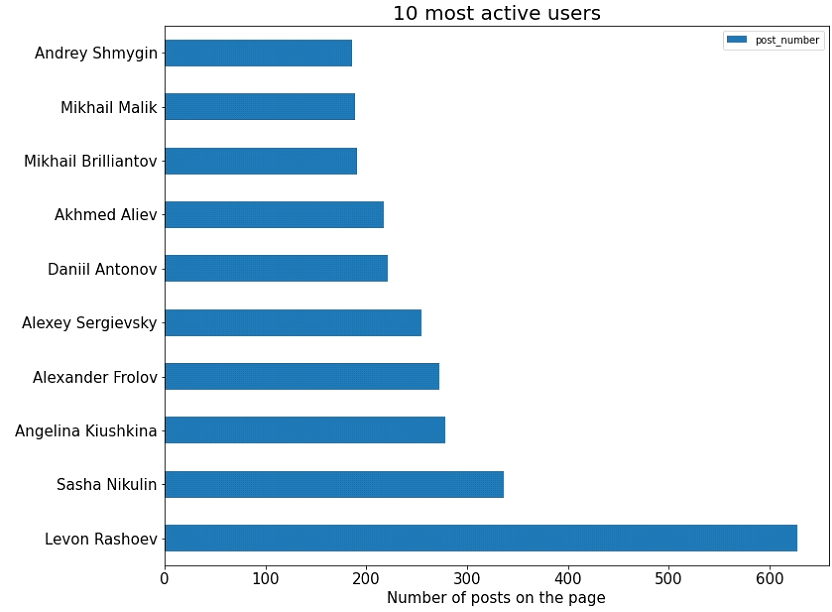 10 most active users
post_number
Andrey Shmygin
Mikhail Malik
Mikhail Brilliantov
Akhmed Aliev
Daniil Antonov
Alexey Sergievsky
Alexander Frolov
Angelina Kiushkina
Sasha Nikulin
Levon Rashoev
0 100 200 300 400 500 600
Number of posts on the page